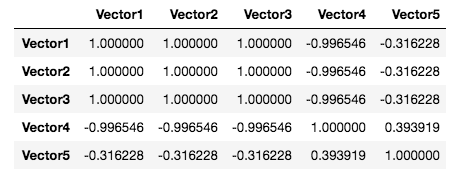 Vector1 Vector2 Vector3 Vector4 Vector5
Vector1 1.000000 1.000000 1.000000 -0.996546 -0.316228
Vector2 1.000000 1.000000 1.000000 -0.996546 -0.316228
Vector3 1.000000 1.000000 1.000000 -0.996546 -0.316228
Vector4 -0.996546 -0.996546 -0.996546 1.000000 0.393919
Vector5 -0.316228 -0.316228 -0.316228 0.393919 1.000000